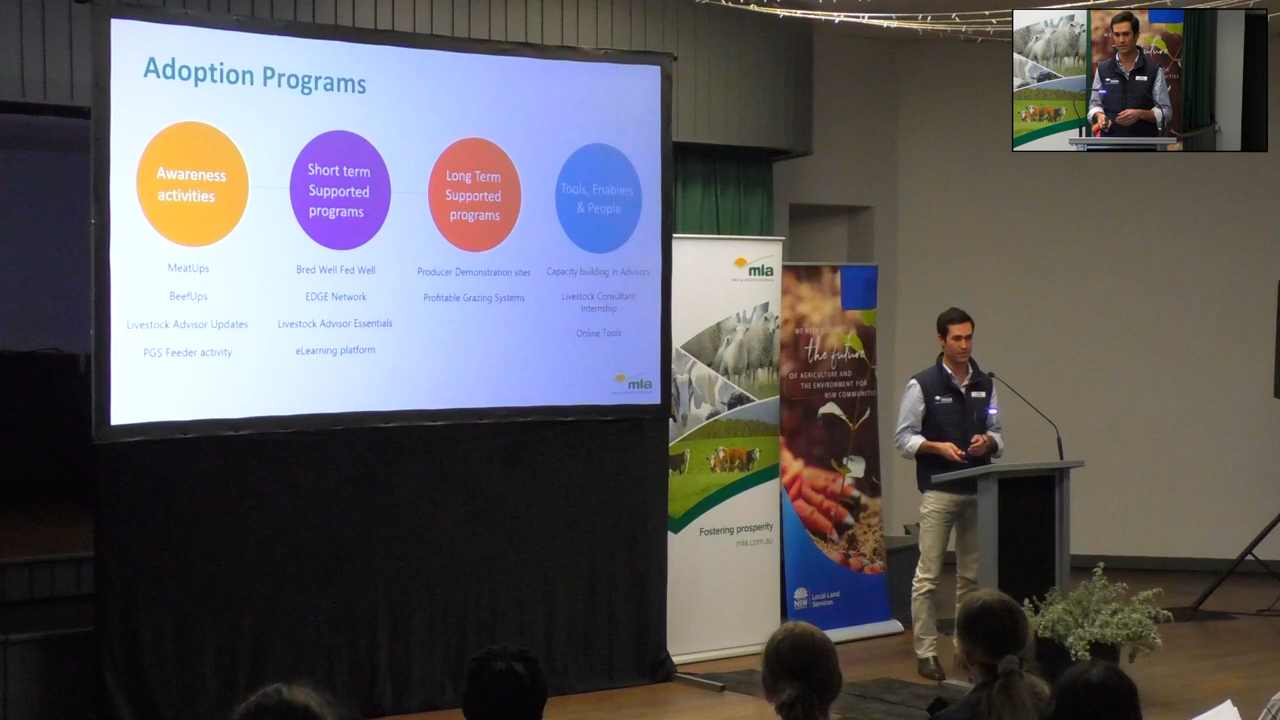 Adoption Programs
Awareness
activities
Short term
Supported
programs
Long Term
Supported
programs
Tools, Enablers
& People
MeatUps
BeefUps
Livestock Advisor Updates
PGS Feeder activity
Bred Well Fed Well
EDGE Network
Livestock Advisor Essentials
eLearning platform
Producer Demonstration sites
Profitable Grazing Systems
Capacity building in Advisors
Livestock Consultant
Internship
Online Tools
mla
mla
Fostering prosperity
mla.com.au
the future
OF AGRICULTURE AND
THE ENVIRONMENT FOR
NSW COMMUNITIES
NSW
Local Land
Services